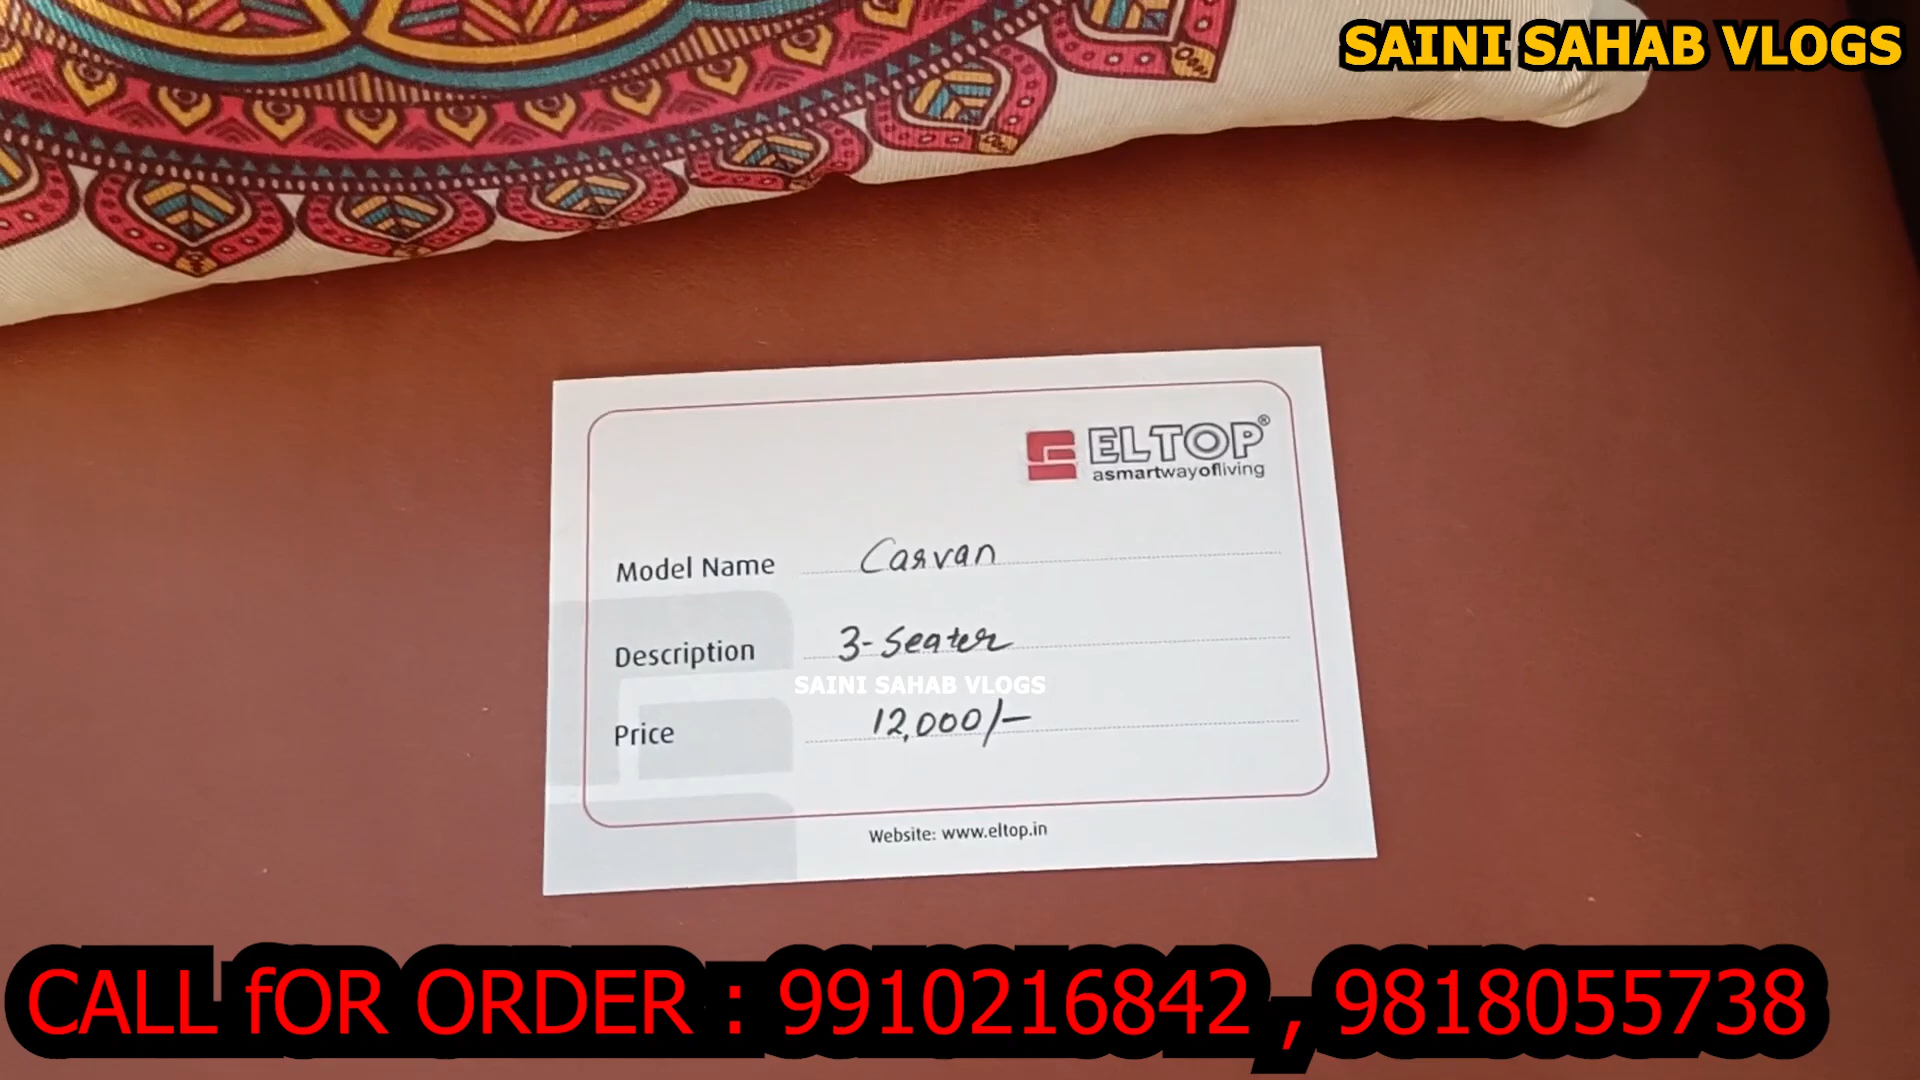 SAINI SAHAB VLOGS
ELTOP®
asmartwayofliving
Model Name Carvan
Description 3-Seater
SAINI SAHAB VLOGS
Price 12,000/-
Website: www.eltop.in
CALL fOR ORDER : 9910216842 , 9818055738